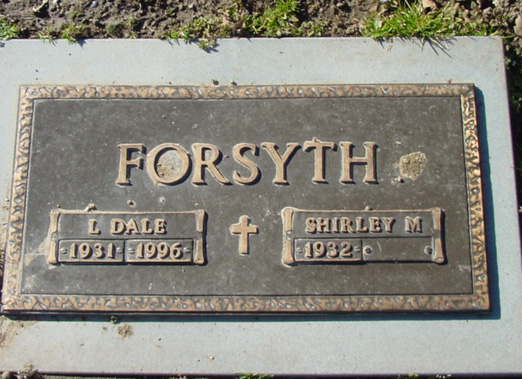 FORSYTH
L DALE
1931 - 1996
SHIRLEY M
1932 -